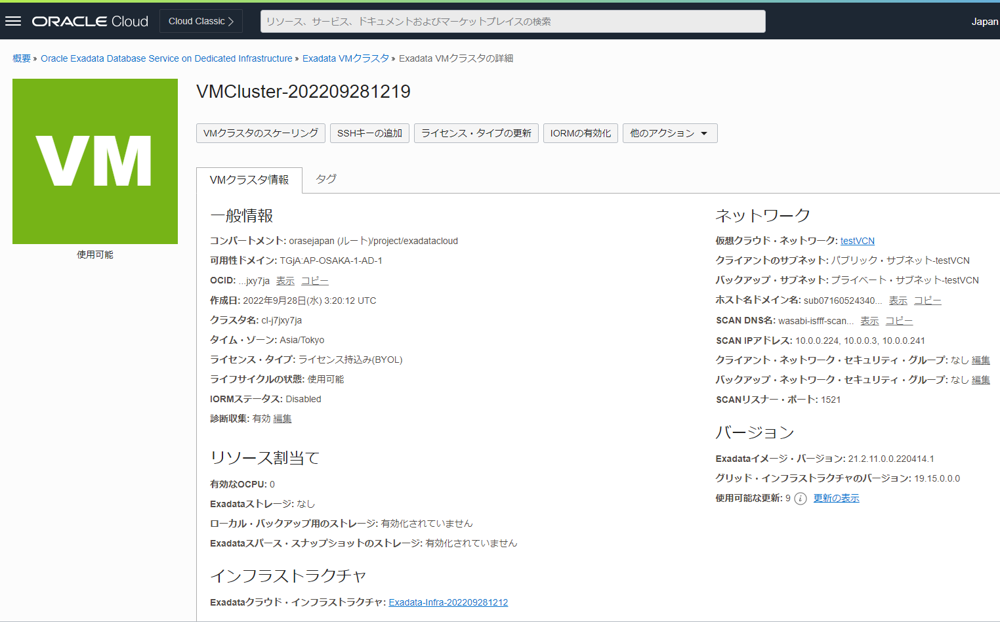 ORACLE Cloud
Cloud Classic
リソース、サービス、ドキュメントおよびマーケットプレイスの検索
Japan
概要 » Oracle Exadata Database Service on Dedicated Infrastructure » Exadata VMクラスタ » Exadata VMクラスタの詳細
VM
使用可能
VMCluster-202209281219
VMクラスタのスケーリング SSHキーの追加 ライセンス・タイプの更新 IORMの有効化 他のアクション
VMクラスタ情報 タグ
一般情報
コンパートメント: orasejapan (ルート)/project/exadatacloud
可用性ドメイン: TGjA:AP-OSAKA-1-AD-1
OCID: ...jxy7ja 表示 コピー
作成日: 2022年9月28日(水) 3:20:12 UTC
クラスタ名: cl-j7jxy7ja
タイム・ゾーン: Asia/Tokyo
ライセンス・タイプ: ライセンス持込み(BYOL)
ライフサイクルの状態: 使用可能
IORMステータス: Disabled
診断収集: 有効 編集
リソース割当て
有効なOCPU: 0
Exadataストレージ: なし
ローカル・バックアップ用のストレージ: 有効化されていません
Exadataスパース・スナップショットのストレージ: 有効化されていません
インフラストラクチャ
Exadataクラウド・インフラストラクチャ: Exadata-Infra-202209281212
ネットワーク
仮想クラウド・ネットワーク: testVCN
クライアントのサブネット: パブリック・サブネット-testVCN
バックアップ・サブネット: プライベート・サブネット-testVCN
ホスト名ドメイン名: sub07160524340... 表示 コピー
SCAN DNS名: wasabi-isfff-scan... 表示 コピー
SCAN IPアドレス: 10.0.0.224, 10.0.0.3, 10.0.0.241
クライアント・ネットワーク・セキュリティ・グループ: なし 編集
バックアップ・ネットワーク・セキュリティ・グループ: なし 編集
SCANリスナー・ポート: 1521
バージョン
Exadataイメージ・バージョン: 21.2.11.0.0.220414.1
グリッド・インフラストラクチャのバージョン: 19.15.0.0.0
使用可能な更新: 9 i 更新の表示